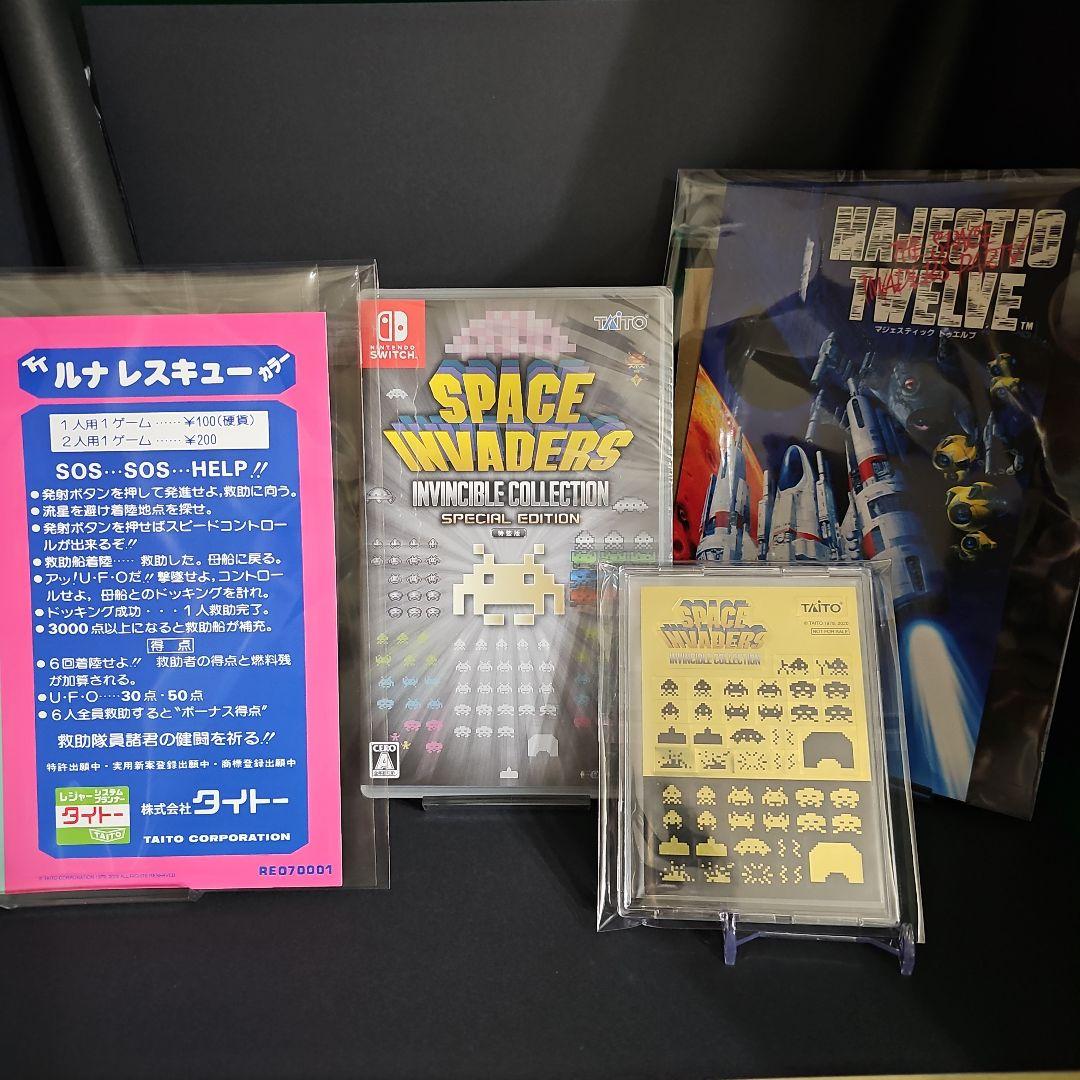 TT ルナ レスキュー カラー
1人用1ゲーム……¥100(硬貨)
2人用1ゲーム……¥200
SOS…SOS…HELP!!
●発射ボタンを押して発進せよ,救助に向う。
●流星を避け着陸地点を探せ。
●発射ボタンを押せばスピードコントロー
ルが出来るぞ!!
●救助船着陸…… 救助した。母船に戻る。
●アッ!U・F・Oだ!! 撃墜せよ,コントロー
ルせよ,母船とのドッキングを計れ。
●ドッキング成功・・・1人救助完了。
●3000点以上になると救助船が補充。
得 点
●6回着陸せよ!! 救助者の得点と燃料残
が加算される。
●U・F・O……30点・50点
●6人全員救助すると"ボーナス得点"
救助隊員諸君の健闘を祈る!!
特許出願中・実用新案登録出願中・商標登録出願中
レジャーシステム
プランナー
タイトー
TAITO
株式会社タイトー
TAITO CORPORATION
RE070001
NINTENDO
SWITCH
TAITO
SPACE
INVADERS
INVINCIBLE COLLECTION
SPECIAL EDITION
特装版
CERO
A
SPACE
INVADERS
INVINCIBLE COLLECTION
TAITO
© TAITO 1978, 2020
NOT FOR SALE
MAJESTIC
TWELVE TM
THE SPACE
INVADERS PART IV
マジェスティック トゥエルブ